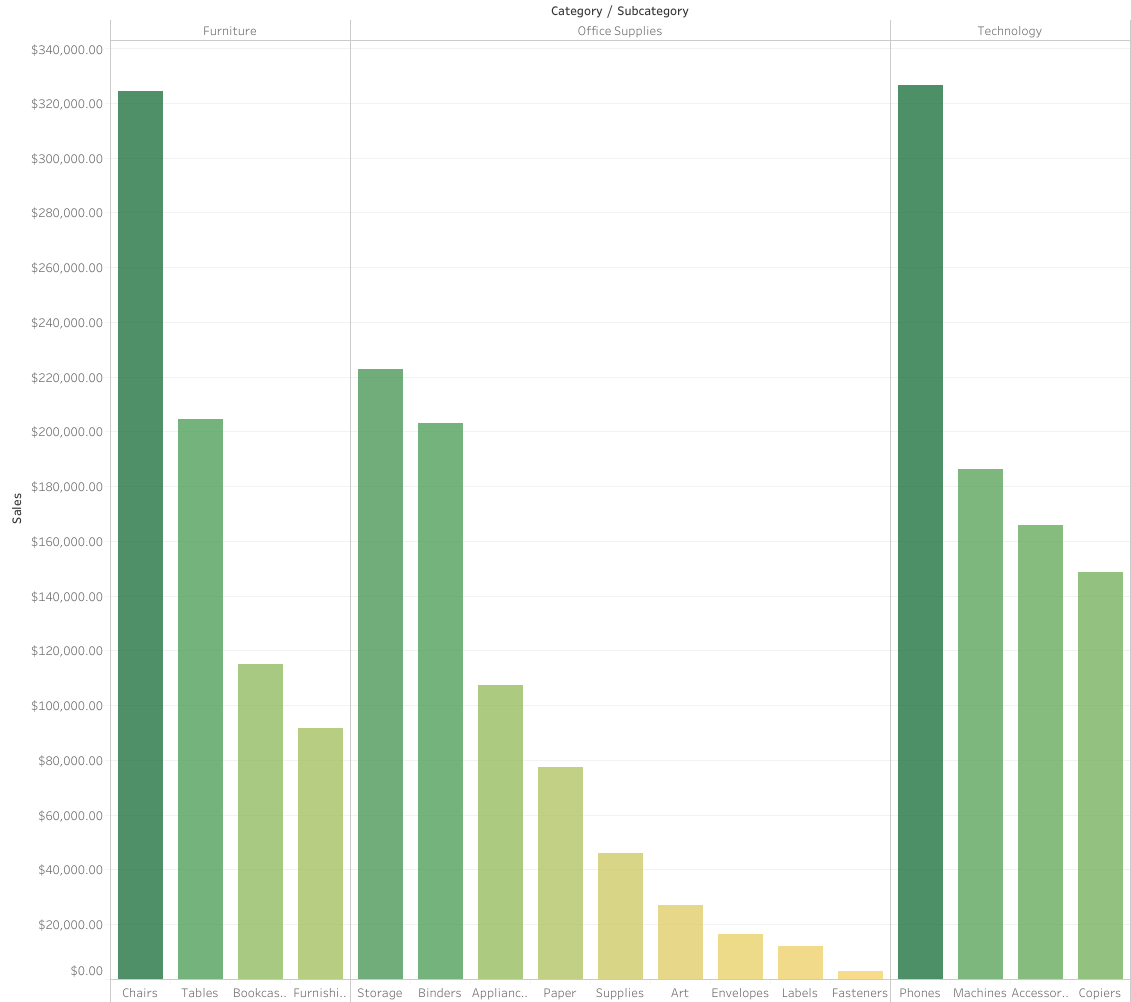 Category / Subcategory
Furniture
Office Supplies
Technology
$340,000.00
$320,000.00
$300,000.00
$280,000.00
$260,000.00
$240,000.00
$220,000.00
$200,000.00
$180,000.00
$160,000.00
$140,000.00
$120,000.00
$100,000.00
$80,000.00
$60,000.00
$40,000.00
$20,000.00
$0.00
Sales
Chairs
Tables
Bookcas..
Furnishi..
Storage
Binders
Applianc..
Paper
Supplies
Art
Envelopes
Labels
Fasteners
Phones
Machines
Accessor..
Copiers